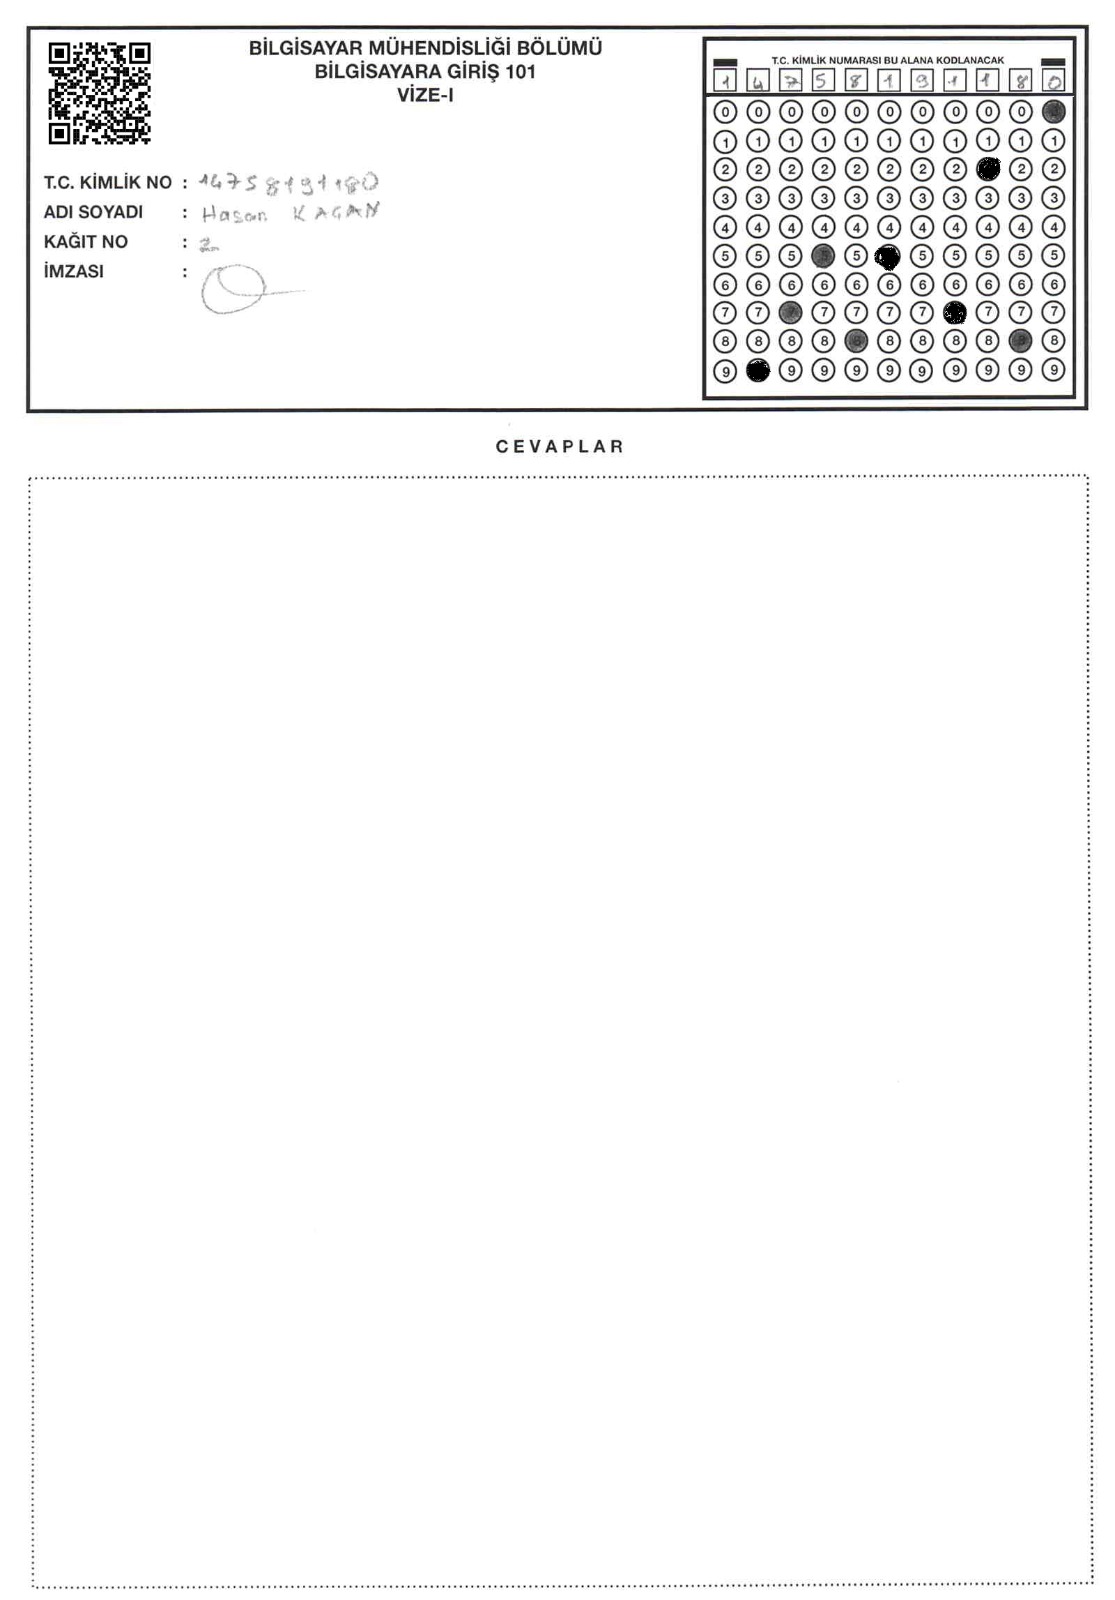 BİLGİSAYAR MÜHENDİSLİĞİ BÖLÜMÜ
BİLGİSAYARA GİRİŞ 101
VİZE-I
T.C. KİMLİK NO : 14758191180
ADI SOYADI : Hasan KAGAN
KAĞIT NO : 2
İMZASI :
T.C. KİMLİK NUMARASI BU ALANA KODLANACAK
1 4 7 5 8 1 9 1 1 8 0
0 0 0 0 0 0 0 0 0 0
1 1 1 1 1 1 1 1 1 1 1
2 2 2 2 2 2 2 2 2 2
3 3 3 3 3 3 3 3 3 3 3
4 4 4 4 4 4 4 4 4 4 4
5 5 5 5 5 5 5 5 5 5
6 6 6 6 6 6 6 6 6 6 6
7 7 7 7 7 7 7 7 7 7
8 8 8 8 8 8 8 8 8 8
9 9 9 9 9 9 9 9 9 9
CEVAPLAR